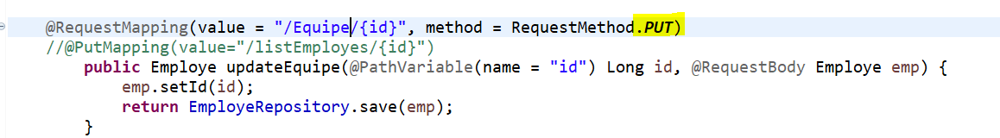 @RequestMapping(value = "/Equipe/{id}", method = RequestMethod.PUT)
//@PutMapping(value="/listEmployes/{id}")
public Employe updateEquipe(@PathVariable(name = "id") Long id, @RequestBody Employe emp) {
emp.setId(id);
return EmployeRepository.save(emp);
}